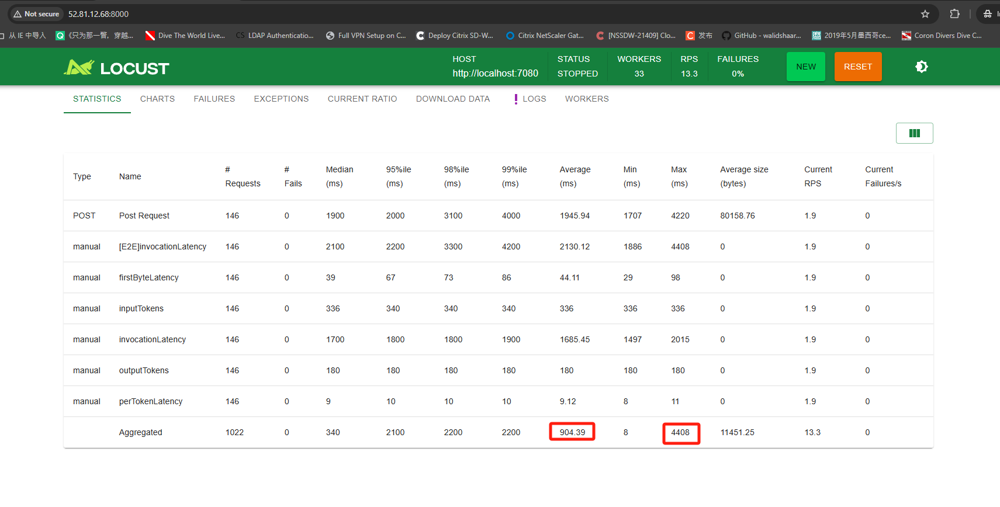 Not secure 52.81.12.68:8000
从 IE 中导入 《只为那一瞥，穿越... Dive The World Live... CS LDAP Authenticatio... Full VPN Setup on C... Deploy Citrix SD-W... Citrix NetScaler Gat... [NSSDW-21409] Clo... 发布 GitHub - walidshaar... 2019年5月墨西哥ce... Coron Divers Dive C...
LOCUST
HOST
http://localhost:7080
STATUS
STOPPED
WORKERS
33
RPS
13.3
FAILURES
0%
NEW
RESET
STATISTICS CHARTS FAILURES EXCEPTIONS CURRENT RATIO DOWNLOAD DATA LOGS WORKERS
Type Name # Requests # Fails Median (ms) 95%ile (ms) 98%ile (ms) 99%ile (ms) Average (ms) Min (ms) Max (ms) Average size (bytes) Current RPS Current Failures/s
POST Post Request 146 0 1900 2000 3100 4000 1945.94 1707 4220 80158.76 1.9 0
manual [E2E]invocationLatency 146 0 2100 2200 3300 4200 2130.12 1886 4408 0 1.9 0
manual firstByteLatency 146 0 39 67 73 86 44.11 29 98 0 1.9 0
manual inputTokens 146 0 336 340 340 340 336 336 336 0 1.9 0
manual invocationLatency 146 0 1700 1800 1800 1900 1685.45 1497 2015 0 1.9 0
manual outputTokens 146 0 180 180 180 180 180 180 180 0 1.9 0
manual perTokenLatency 146 0 9 10 10 10 9.12 8 11 0 1.9 0
Aggregated 1022 0 340 2100 2200 2200 904.39 8 4408 11451.25 13.3 0